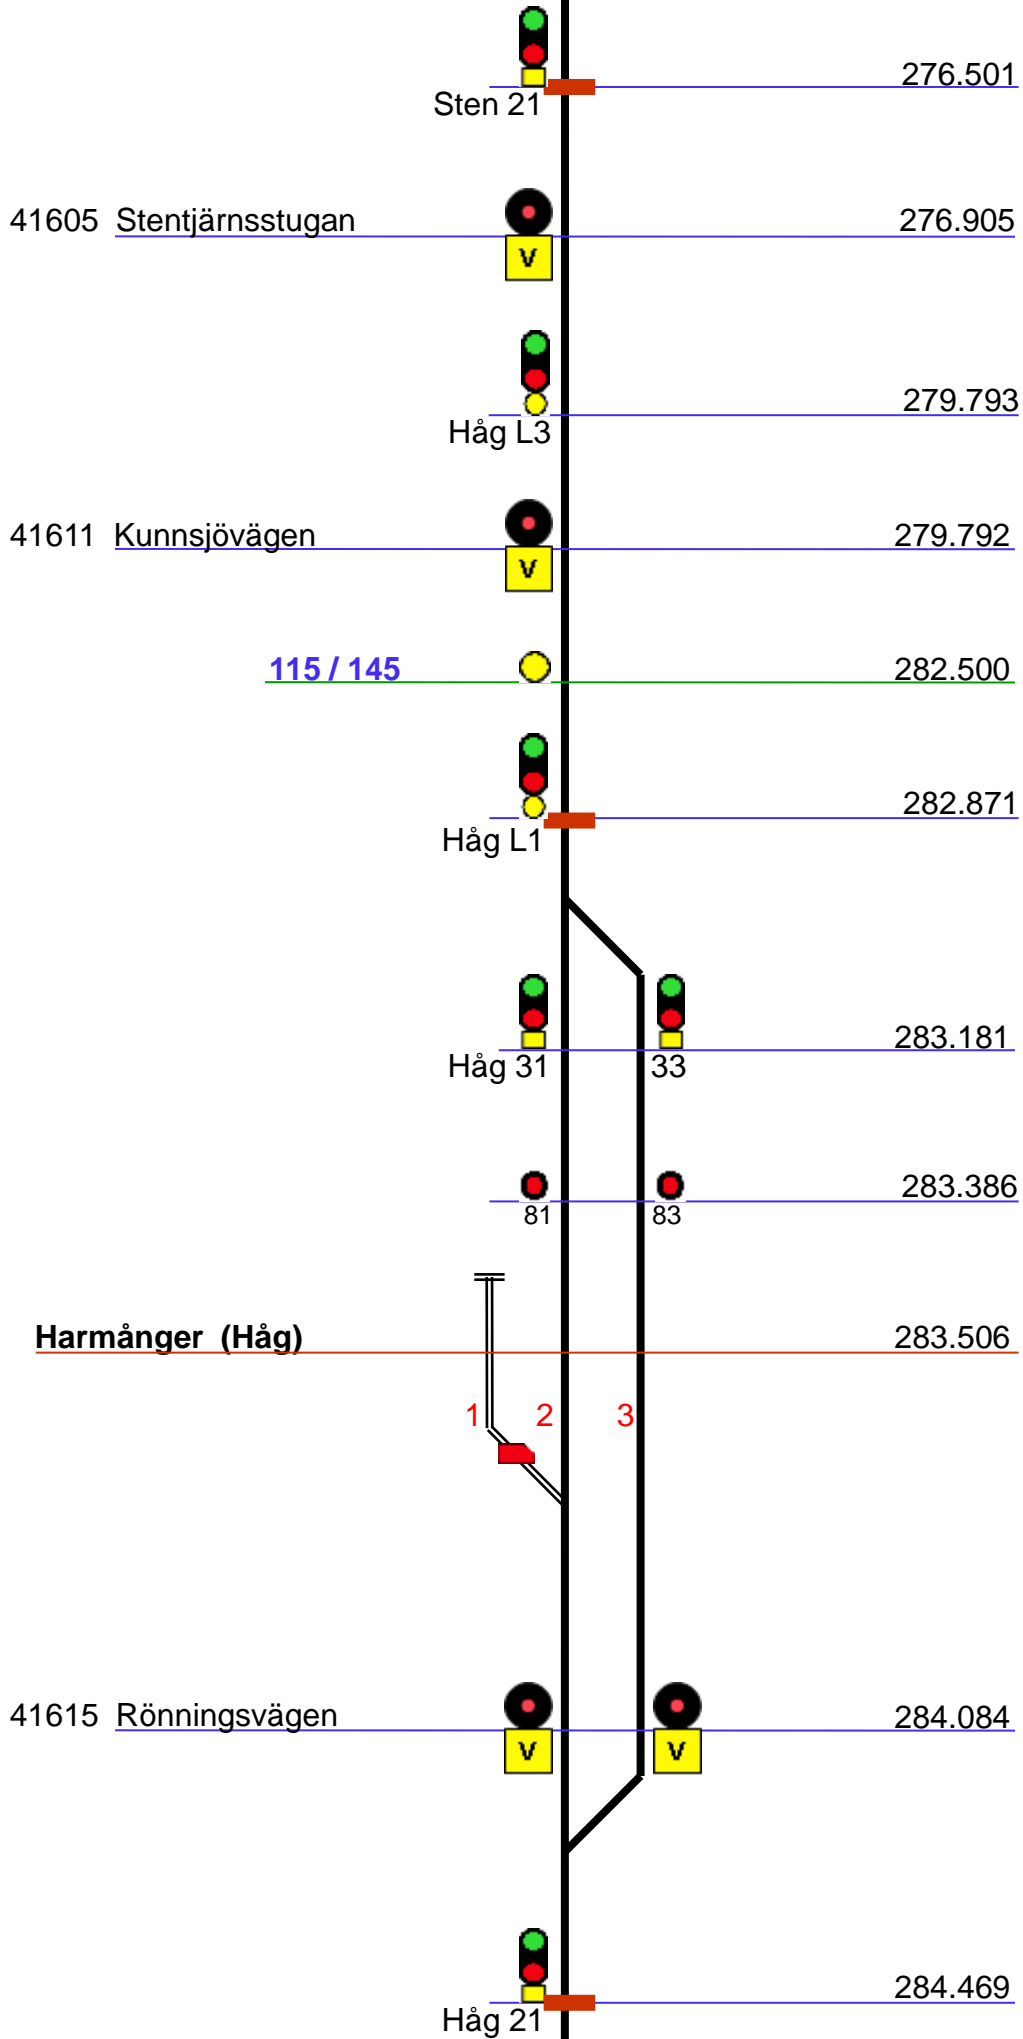 276.501
Sten 21
41605 Stentjärnsstugan 276.905
V
279.793
Håg L3
41611 Kunnsjövägen 279.792
V
115 / 145 282.500
282.871
Håg L1
283.181
Håg 31 33
283.386
81 83
Harmånger (Håg) 283.506
1 2 3
41615 Rönningsvägen 284.084
V V
284.469
Håg 21